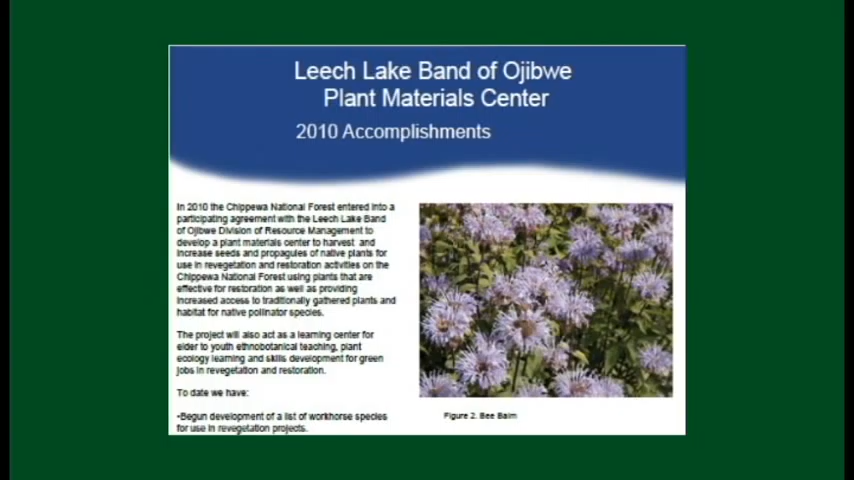 Leech Lake Band of Ojibwe
Plant Materials Center
2010 Accomplishments
In 2010 the Chippewa National Forest entered into a
participating agreement with the Leech Lake Band
of Ojibwe Division of Resource Management to
develop a plant materials center to harvest and
increase seeds and propagules of native plants for
use in revegetation and restoration activities on the
Chippewa National Forest using plants that are
effective for restoration as well as providing
increased access to traditionally gathered plants and
habitat for native pollinator species.
The project will also act as a learning center for
elder to youth ethnobotanical teaching, plant
ecology learning and skills development for green
jobs in revegetation and restoration.
To date we have:
•Begun development of a list of workhorse species
for use in revegetation projects.
Figure 2. Bee Balm